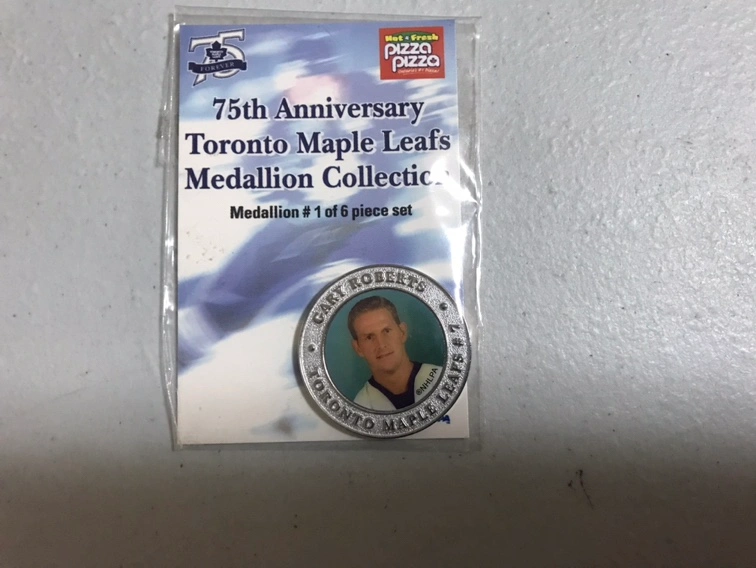 75
FOREVER
Hot • Fresh
pizza
pizza
75th Anniversary
Toronto Maple Leafs
Medallion Collection
Medallion # 1 of 6 piece set
GARY ROBERTS
©NHLPA
TORONTO MAPLE LEAFS # 7